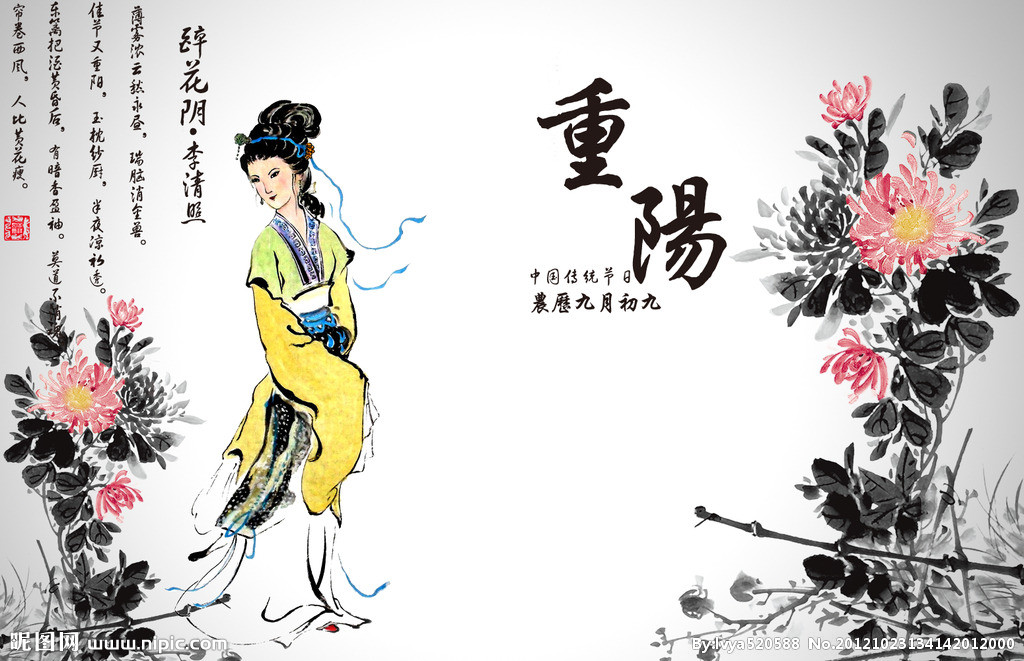 醉花阴·李清照
薄雾浓云愁永昼，瑞脑消金兽。
佳节又重阳，玉枕纱厨，半夜凉初透。
东篱把酒黄昏后，有暗香盈袖。莫道不消魂，
帘卷西风，人比黄花瘦。
重陽
中国传统节日
農歷九月初九
昵图网 www.nipic.com
By:lvya520588 No.20121023134142012000